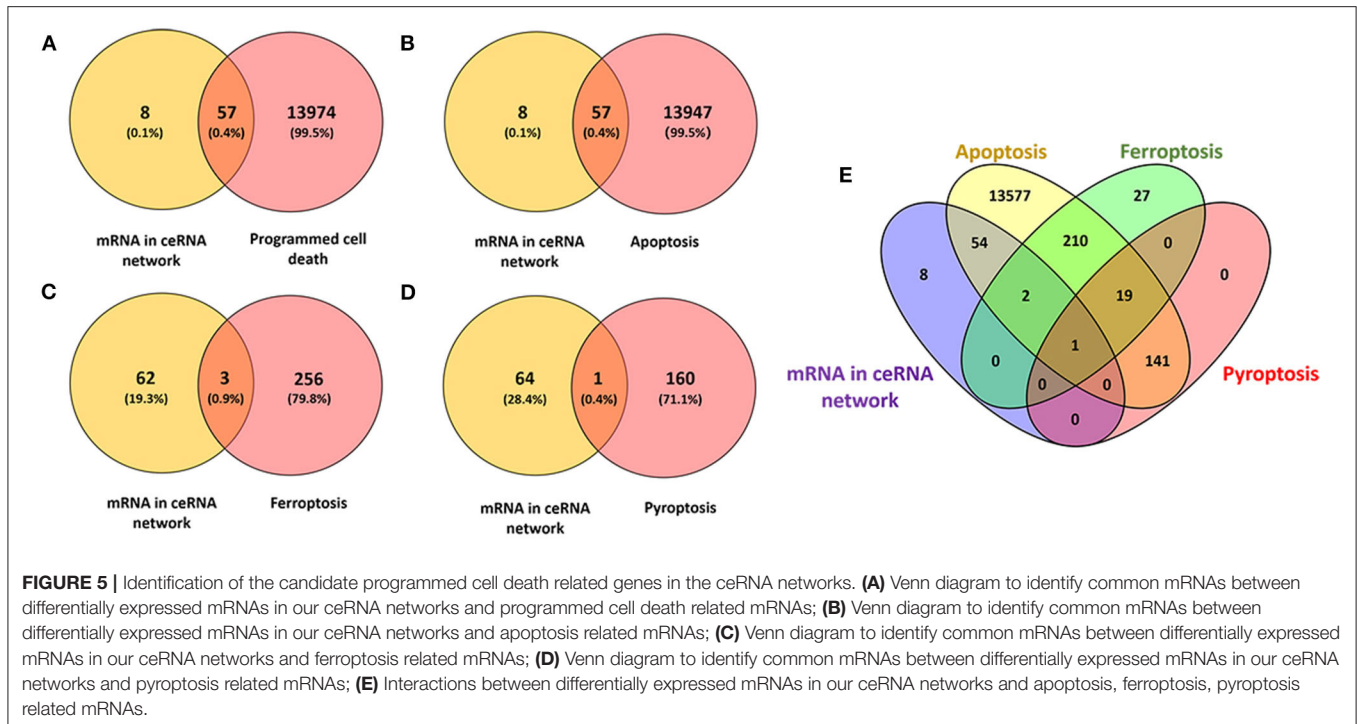 A
8
(0.1%)
57
(0.4%)
13974
(99.5%)
mRNA in ceRNA
network
Programmed cell
death
B
8
(0.1%)
57
(0.4%)
13947
(99.5%)
mRNA in ceRNA
network
Apoptosis
C
62
(19.3%)
3
(0.9%)
256
(79.8%)
mRNA in ceRNA
network
Ferroptosis
D
64
(28.4%)
1
(0.4%)
160
(71.1%)
mRNA in ceRNA
network
Pyroptosis
E
Apoptosis
Ferroptosis
13577
27
54
210
0
8
0
2
19
1
0
141
0
0
0
mRNA in ceRNA
network
Pyroptosis
FIGURE 5 | Identification of the candidate programmed cell death related genes in the ceRNA networks. (A) Venn diagram to identify common mRNAs between
differentially expressed mRNAs in our ceRNA networks and programmed cell death related mRNAs; (B) Venn diagram to identify common mRNAs between
differentially expressed mRNAs in our ceRNA networks and apoptosis related mRNAs; (C) Venn diagram to identify common mRNAs between differentially expressed
mRNAs in our ceRNA networks and ferroptosis related mRNAs; (D) Venn diagram to identify common mRNAs between differentially expressed mRNAs in our ceRNA
networks and pyroptosis related mRNAs; (E) Interactions between differentially expressed mRNAs in our ceRNA networks and apoptosis, ferroptosis, pyroptosis
related mRNAs.